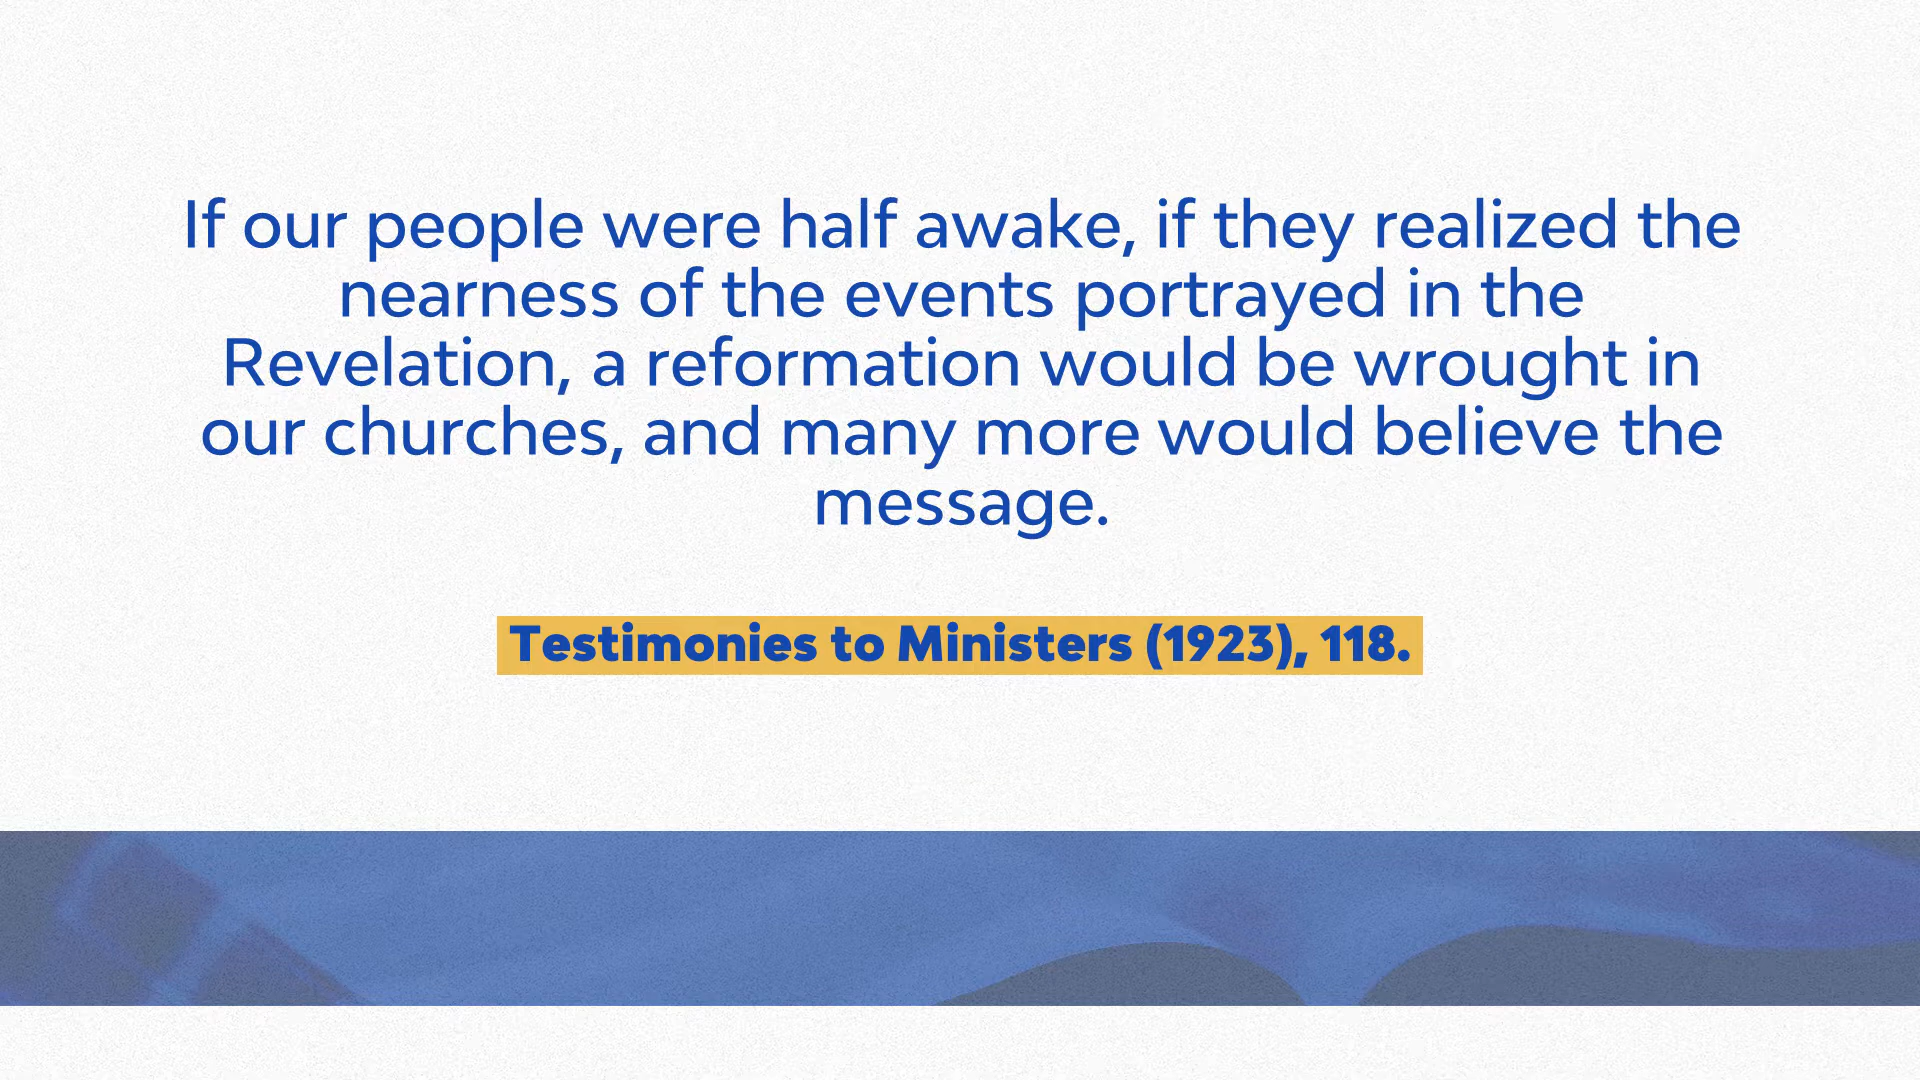 If our people were half awake, if they realized the
nearness of the events portrayed in the
Revelation, a reformation would be wrought in
our churches, and many more would believe the
message.
Testimonies to Ministers (1923), 118.